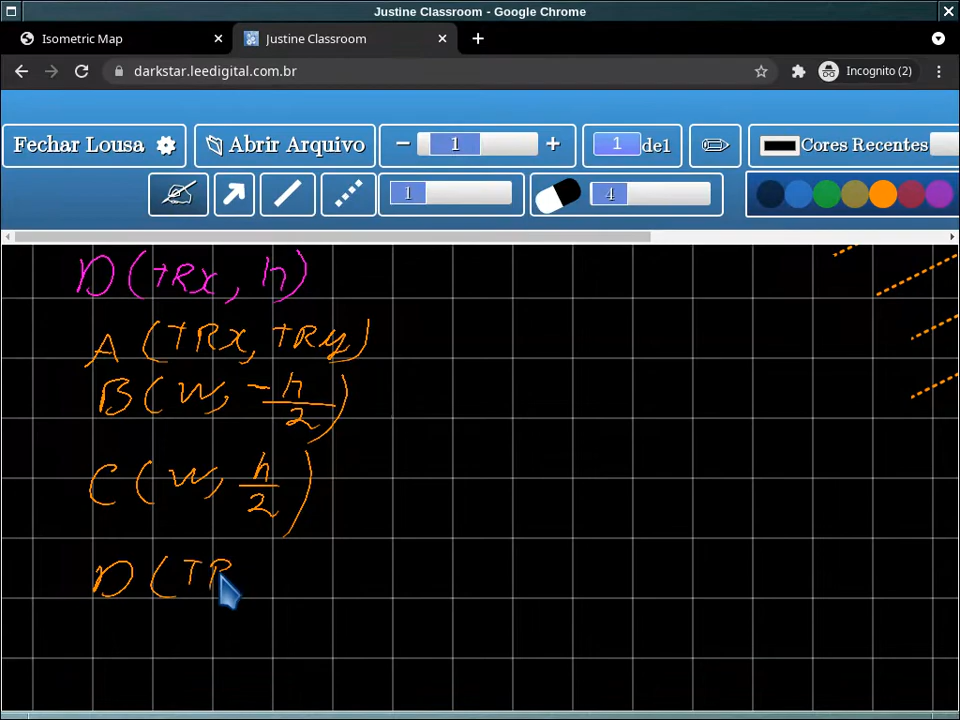 Justine Classroom - Google Chrome
Isometric Map
Justine Classroom
darkstar.leedigital.com.br
Incognito (2)
Fechar Lousa
Abrir Arquivo
− 1 +
1 de1
Cores Recentes
1
4
D(TRx, h)
A (TRx, TRy)
B(W, -h/2)
C(W, h/2)
D(TR